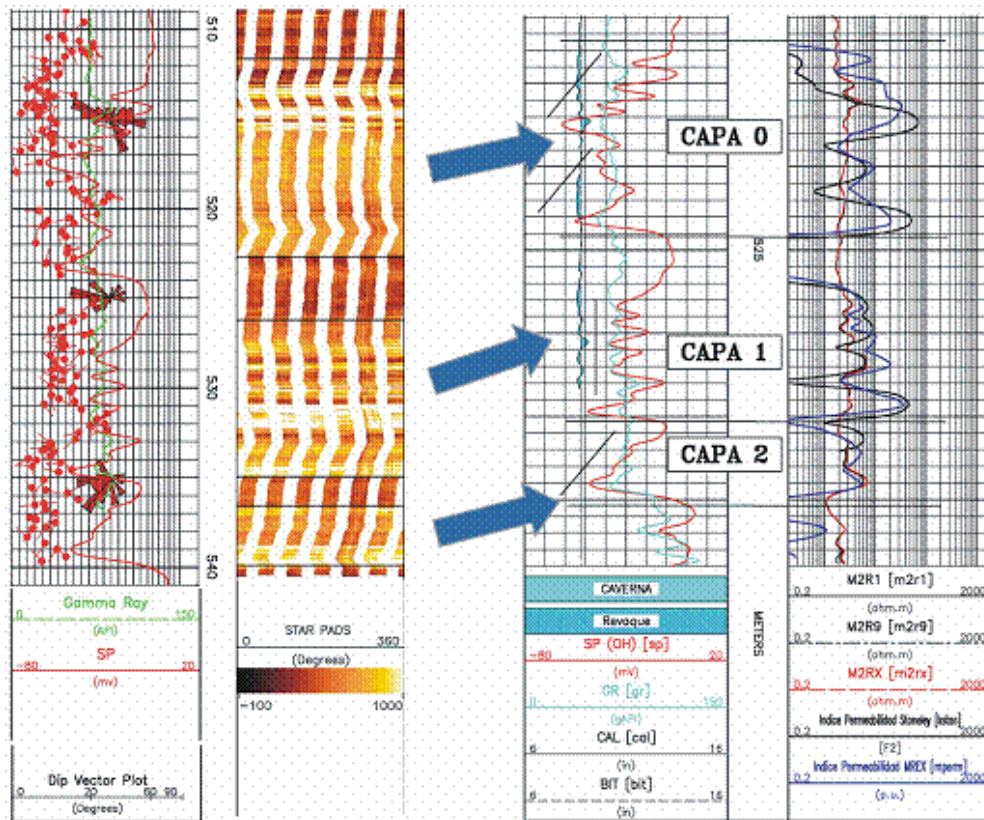 510
520
530
540
CAPA 0
525
CAPA 1
CAPA 2
Gamma Ray
0 150
(API)
SP
-80 20
(mv)
Dip Vector Plot
0 20 60 90
(Degrees)
0 STAR PADS 360
(Degrees)
-100 1000
CAVERNA
Revoque
SP (OH) [sp]
-80 20
(mV)
GR [gr]
0 150
(gAPI)
CAL [cal]
6 16
(in)
BIT [bit]
6 16
(in)
METERS
M2R1 [m2r1]
0.2 2000
(ohm.m)
M2R9 [m2r9]
0.2 2000
(ohm.m)
M2RX [m2rx]
0.2 2000
(ohm.m)
Indice Permeabilidad Stoneley
0.2 2000
[F2]
Indice Permeabilidad MREX [mperm]
0.2 2000